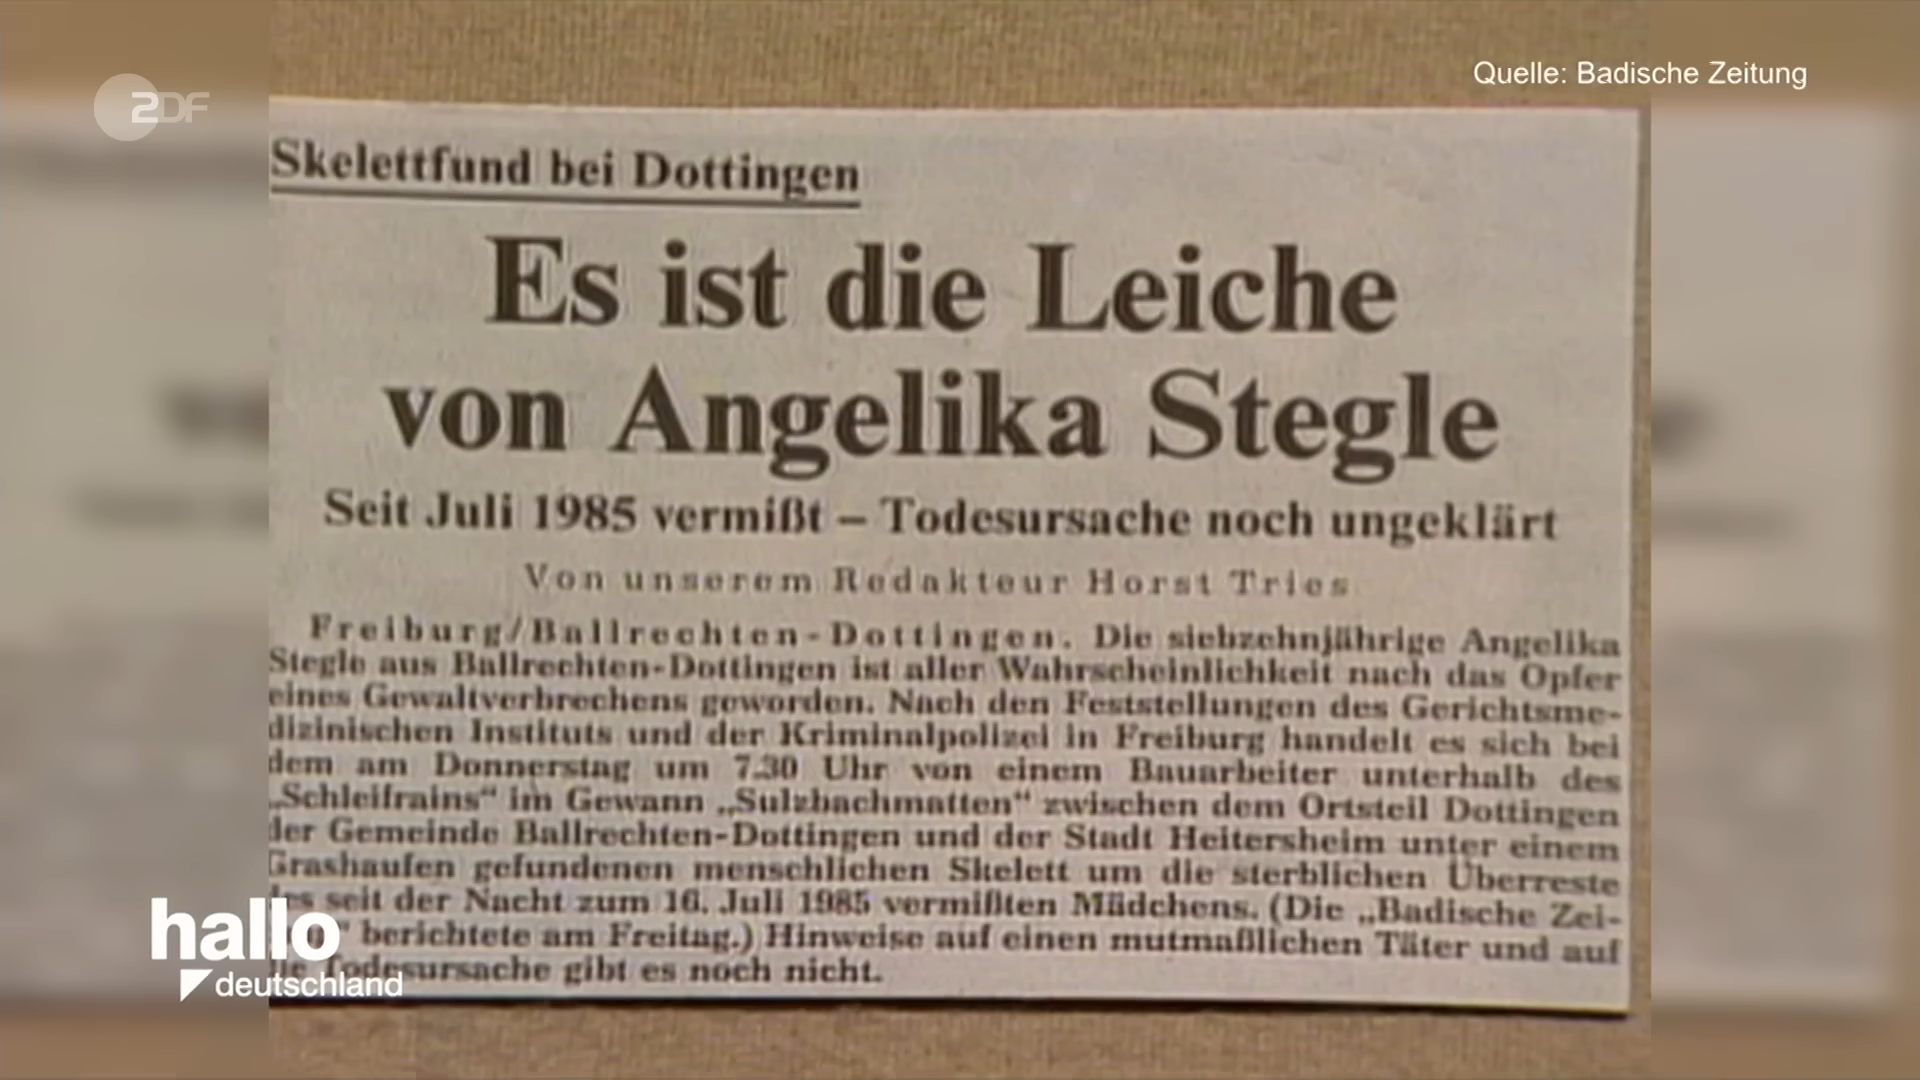 ZDF
Quelle: Badische Zeitung
Skelettfund bei Dottingen
Es ist die Leiche
von Angelika Stegle
Seit Juli 1985 vermißt – Todesursache noch ungeklärt
Von unserem Redakteur Horst Tries
Freiburg/Ballrechten-Dottingen. Die siebzehnjährige Angelika
Stegle aus Ballrechten-Dottingen ist aller Wahrscheinlichkeit nach das Opfer
eines Gewaltverbrechens geworden. Nach den Feststellungen des Gerichtsme-
dizinischen Instituts und der Kriminalpolizei in Freiburg handelt es sich bei
dem am Donnerstag um 7.30 Uhr von einem Bauarbeiter unterhalb des
„Schleifrains“ im Gewann „Sulzbachmatten“ zwischen dem Ortsteil Dottingen
der Gemeinde Ballrechten-Dottingen und der Stadt Heitersheim unter einem
Grashaufen gefundenen menschlichen Skelett um die sterblichen Überreste
des seit der Nacht zum 16. Juli 1985 vermißten Mädchens. (Die „Badische Zei-
berichtete am Freitag.) Hinweise auf einen mutmaßlichen Täter und auf
Todesursache gibt es noch nicht.
hallo
deutschland